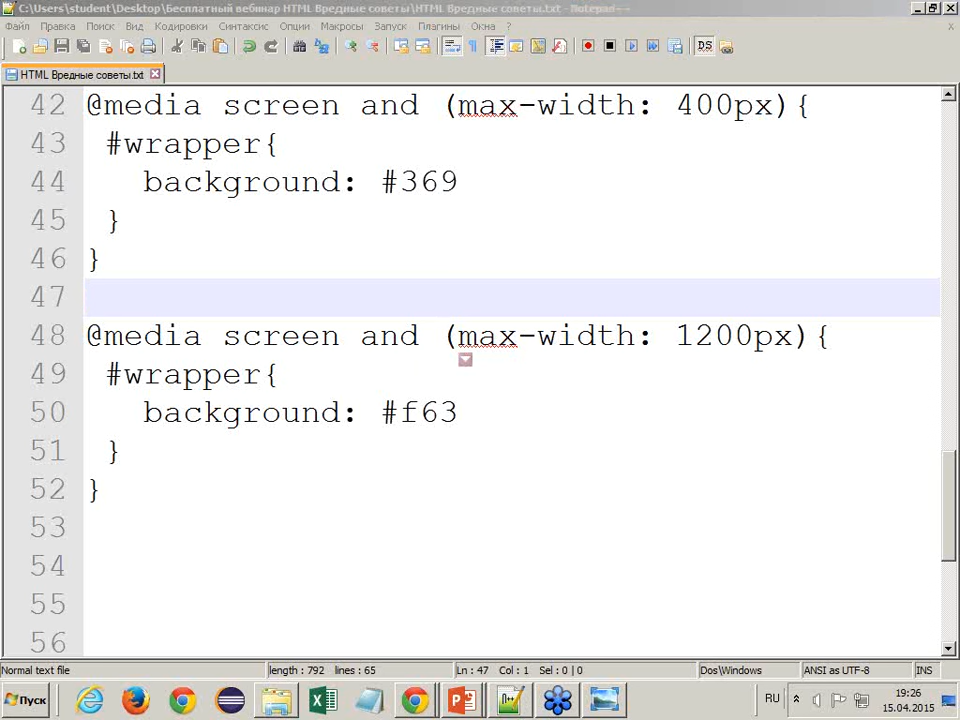 C:\Users\student\Desktop\Бесплатный вебинар HTML Вредные советы\HTML Вредные советы.txt - Notepad++
Файл Правка Поиск Вид Кодировки Синтаксис Опции Макросы Запуск Плагины Окна ? X
HTML Вредные советы.txt
42 @media screen and (max-width: 400px){
43 #wrapper{
44 background: #369
45 }
46 }
47
48 @media screen and (max-width: 1200px){
49 #wrapper{
50 background: #f63
51 }
52 }
53
54
55
56
Normal text file length : 792 lines : 65 Ln : 47 Col : 1 Sel : 0 | 0 Dos\Windows ANSI as UTF-8 INS
Пуск RU 19:26
15.04.2015